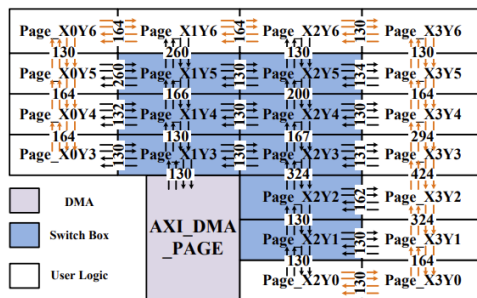 Page_X0Y6 164 Page_X1Y6 164 Page_X2Y6 130 Page_X3Y6
130 260 130 130
Page_X0Y5 260 Page_X1Y5 130 Page_X2Y5 134 Page_X3Y5
164 166 200 164
Page_X0Y4 132 Page_X1Y4 130 Page_X2Y4 130 Page_X3Y4
164 130 167 294
Page_X0Y3 130 Page_X1Y3 130 Page_X2Y3 131 Page_X3Y3
130 324 424
DMA Page_X2Y2 162 Page_X3Y2
AXI_DMA
_PAGE
130 324
Switch Box Page_X2Y1 Page_X3Y1
130 164
User Logic Page_X2Y0 130 Page_X3Y0